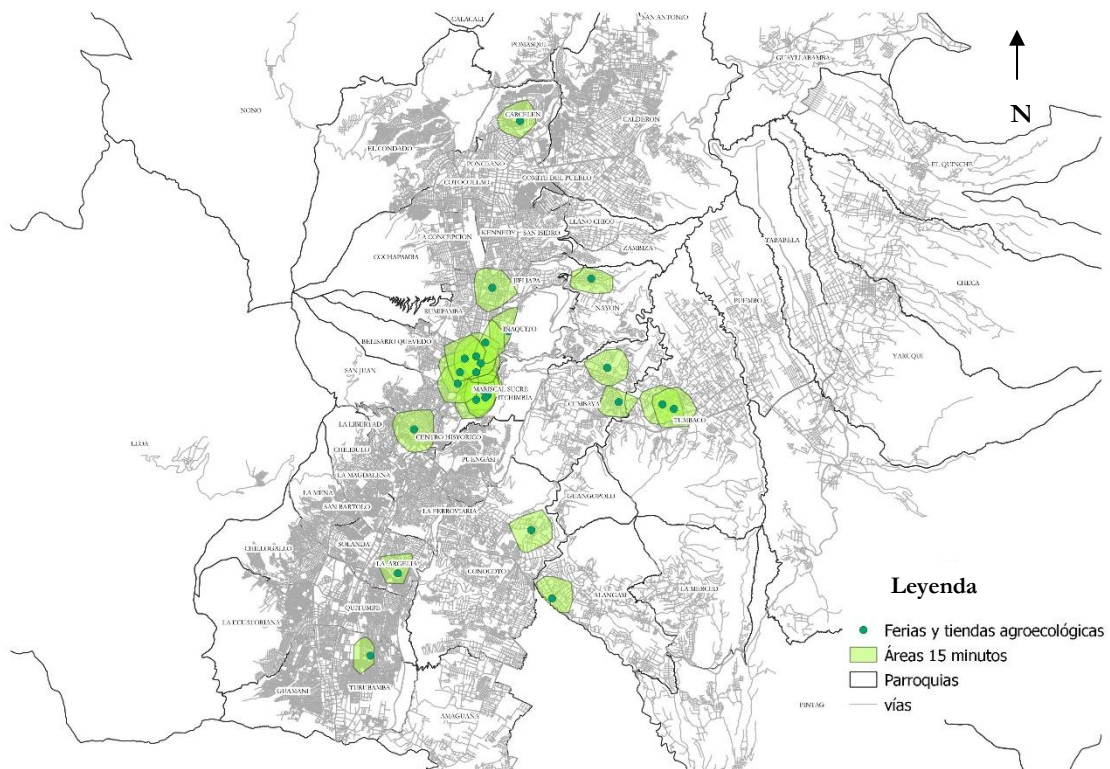 CALACALI
SAN ANTONIO
POMASQUI
GUAYLLABAMBA
NONO
N
CARCELEN
CALDERON
EL CONDADO
PONCEANO
EL QUINCHE
COTOCOLLAO
COMITE DEL PUEBLO
LLANO CHICO
LA CONCEPCION
KENNEDY
SAN ISIDRO
TABABELA
ZAMBIZA
COCHAPAMBA
JIPIJAPA
CHECA
PUEMBO
RUMIPAMBA
NAYON
IÑAQUITO
BELISARIO QUEVEDO
YARUQUI
SAN JUAN
MARISCAL SUCRE
ITCHIMBIA
CUMBAYA
TUMBACO
LA LIBERTAD
CENTRO HISTORICO
LLOA
CHILIBULO
PUENGASI
LA MAGDALENA
LA MENA
GUANGOPOLO
SAN BARTOLO
LA FERROVIARIA
SOLANDA
CHILLOGALLO
LA ARGELIA
CONOCOTO
Leyenda
ALANGASI
LA MERCED
QUITUMBE
LA ECUATORIANA
Ferias y tiendas agroecológicas
Áreas 15 minutos
Parroquias
vías
GUAMANI
TURUBAMBA
PINTAG
AMAGUAÑA